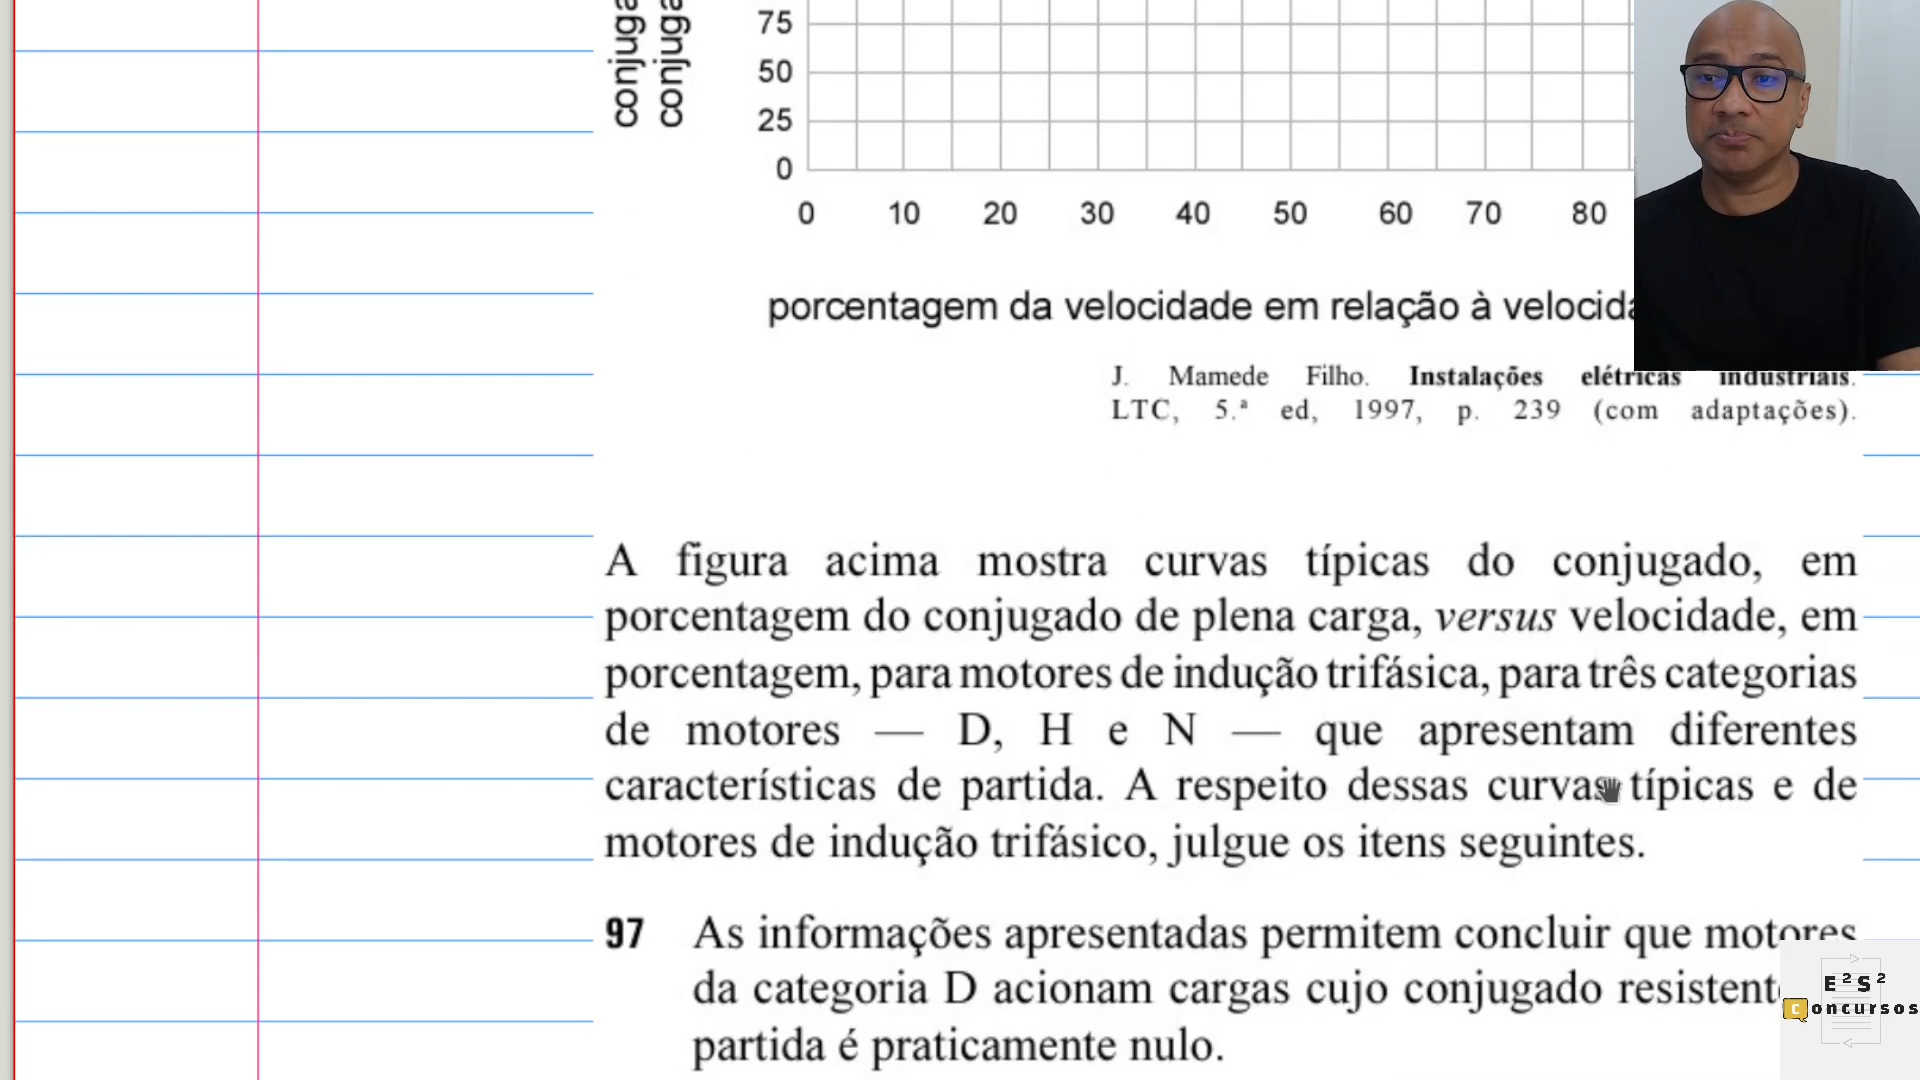 conjuga
conjuga
75
50
25
0
0 10 20 30 40 50 60 70 80
porcentagem da velocidade em relação à velocida
J. Mamede Filho. Instalações elétricas industriais.
LTC, 5.ª ed, 1997, p. 239 (com adaptações).
A figura acima mostra curvas típicas do conjugado, em
porcentagem do conjugado de plena carga, versus velocidade, em
porcentagem, para motores de indução trifásica, para três categorias
de motores — D, H e N — que apresentam diferentes
características de partida. A respeito dessas curvas típicas e de
motores de indução trifásico, julgue os itens seguintes.
97 As informações apresentadas permitem concluir que motores
da categoria D acionam cargas cujo conjugado resistent
partida é praticamente nulo.
E²S²
Concursos